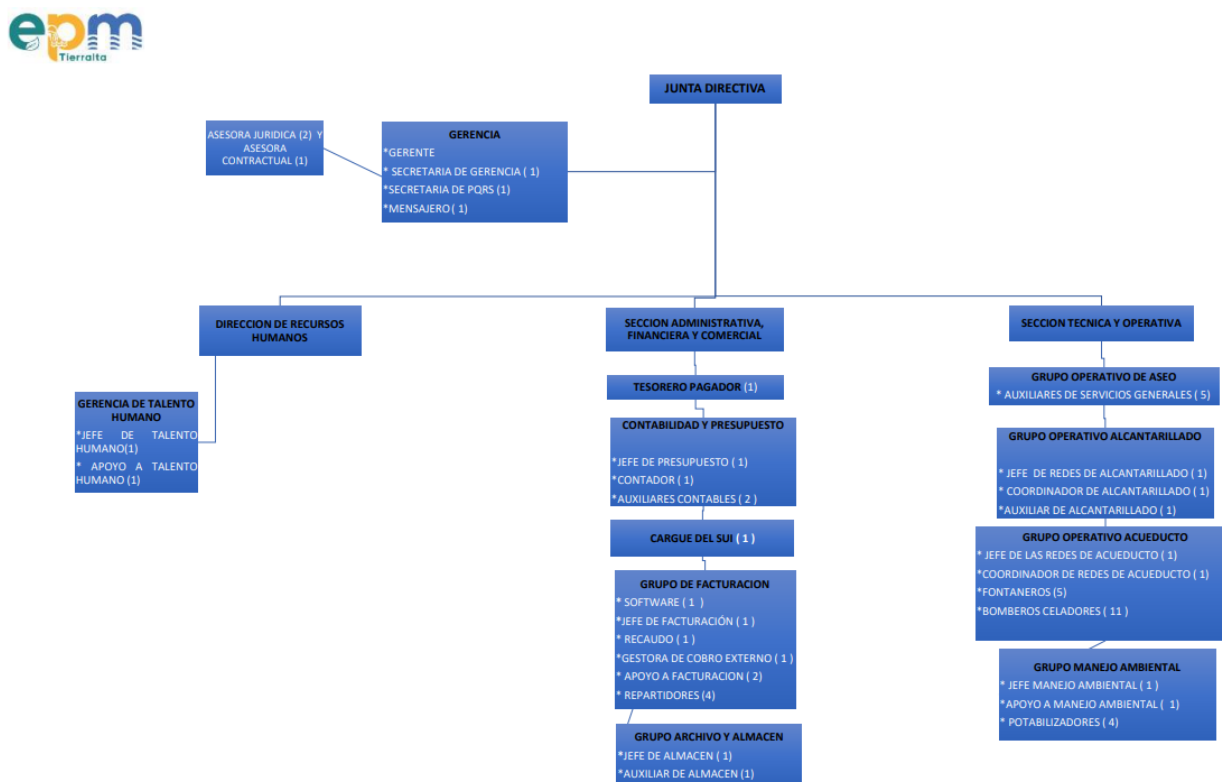 epm
Tierralta
JUNTA DIRECTIVA
ASESORA JURIDICA (2) Y
ASESORA
CONTRACTUAL (1)
GERENCIA
*GERENTE
* SECRETARIA DE GERENCIA ( 1)
*SECRETARIA DE PQRS (1)
*MENSAJERO ( 1)
DIRECCION DE RECURSOS
HUMANOS
GERENCIA DE TALENTO
HUMANO
*JEFE DE TALENTO
HUMANO(1)
* APOYO A TALENTO
HUMANO (1)
SECCION ADMINISTRATIVA,
FINANCIERA Y COMERCIAL
TESORERO PAGADOR (1)
CONTABILIDAD Y PRESUPUESTO
*JEFE DE PRESUPUESTO ( 1)
*CONTADOR ( 1)
*AUXILIARES CONTABLES ( 2 )
CARGUE DEL SUI ( 1 )
GRUPO DE FACTURACION
* SOFTWARE ( 1 )
*JEFE DE FACTURACIÓN ( 1 )
* RECAUDO ( 1 )
*GESTORA DE COBRO EXTERNO ( 1 )
* APOYO A FACTURACION ( 2)
* REPARTIDORES (4)
GRUPO ARCHIVO Y ALMACEN
*JEFE DE ALMACEN ( 1)
*AUXILIAR DE ALMACEN (1)
SECCION TECNICA Y OPERATIVA
GRUPO OPERATIVO DE ASEO
* AUXILIARES DE SERVICIOS GENERALES ( 5)
GRUPO OPERATIVO ALCANTARILLADO
* JEFE DE REDES DE ALCANTARILLADO ( 1)
* COORDINADOR DE ALCANTARILLADO ( 1)
*AUXILIAR DE ALCANTARILLADO ( 1)
GRUPO OPERATIVO ACUEDUCTO
* JEFE DE LAS REDES DE ACUEDUCTO ( 1)
*COORDINADOR DE REDES DE ACUEDUCTO ( 1)
*FONTANEROS (5)
*BOMBEROS CELADORES ( 11 )
GRUPO MANEJO AMBIENTAL
* JEFE MANEJO AMBIENTAL ( 1 )
*APOYO A MANEJO AMBIENTAL ( 1)
* POTABILIZADORES ( 4)